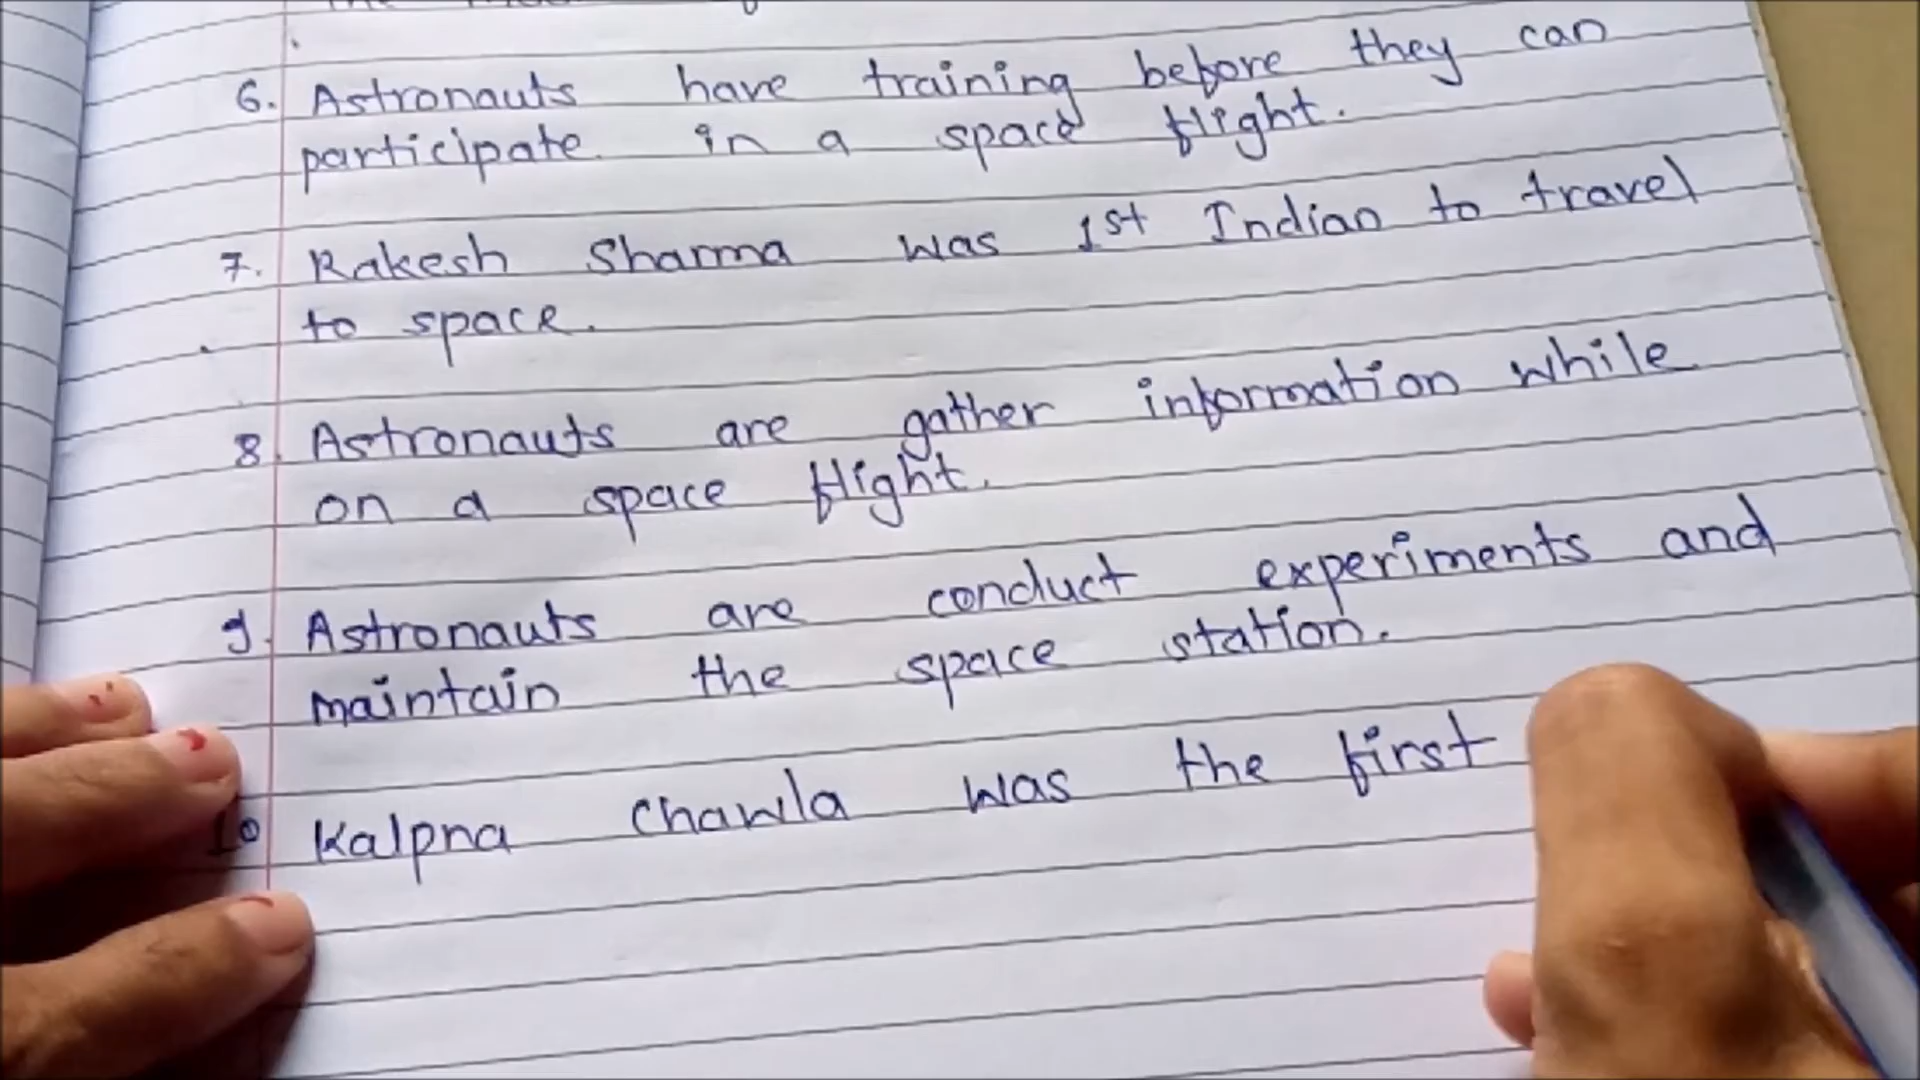 6. Astronauts have training before they can
participate in a space flight.
7. Rakesh Sharma was 1st Indian to travel
to space.
8. Astronauts are gather information while
on a space flight.
9. Astronauts are conduct experiments and
maintain the space station.
10 Kalpna Chawla was the first